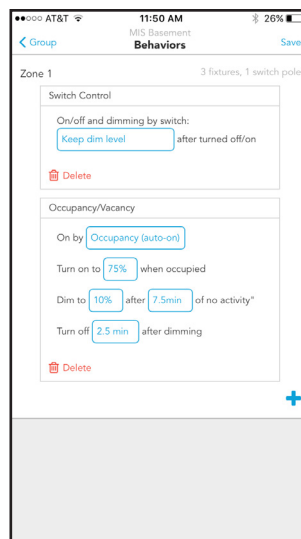 AT&T 11:50 AM 26%
Group MIS Basement Save
Behaviors
Zone 1 3 fixtures, 1 switch pole
Switch Control
On/off and dimming by switch:
Keep dim level after turned off/on
Delete
Occupancy/Vacancy
On by Occupancy (auto-on)
Turn on to 75% when occupied
Dim to 10% after 7.5min of no activity"
Turn off 2.5 min after dimming
Delete